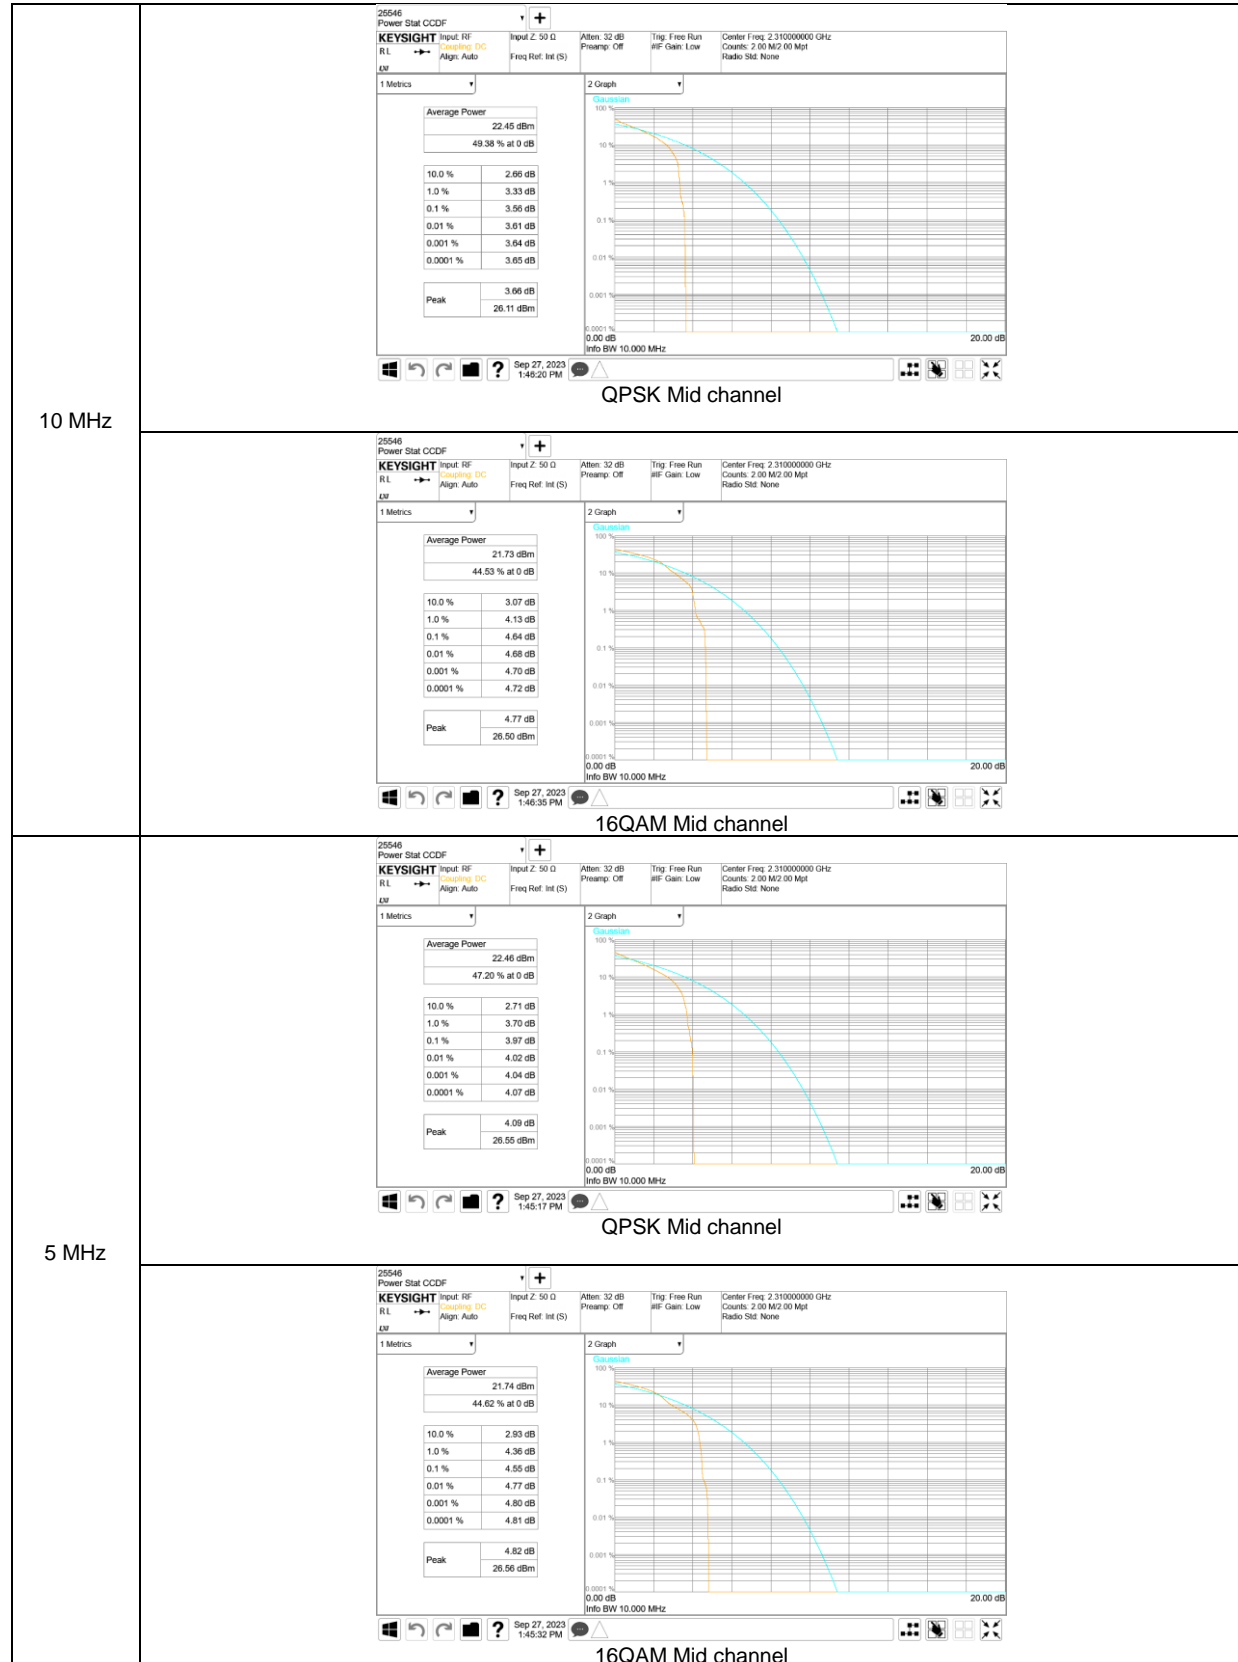 10 MHz
25546
Power Stat CCDF
KEYSIGHT Input: RF Input Z: 50 Ω Atten: 32 dB Trig: Free Run Center Freq: 2.310000000 GHz
RL Coupling: DC Preamp: Off #IF Gain: Low Counts: 2.00 M/2.00 Mpt
Align: Auto Freq Ref: Int (S) Radio Std: None
LXI
1 Metrics
Average Power
22.45 dBm
49.38 % at 0 dB
10.0 % 2.66 dB
1.0 % 3.33 dB
0.1 % 3.56 dB
0.01 % 3.61 dB
0.001 % 3.64 dB
0.0001 % 3.65 dB
Peak 3.66 dB
26.11 dBm
2 Graph
Gaussian
100 %
10 %
1 %
0.1 %
0.01 %
0.001 %
0.0001 %
0.00 dB 20.00 dB
Info BW 10.000 MHz
? Sep 27, 2023
1:46:20 PM
QPSK Mid channel
25546
Power Stat CCDF
KEYSIGHT Input: RF Input Z: 50 Ω Atten: 32 dB Trig: Free Run Center Freq: 2.310000000 GHz
RL Coupling: DC Preamp: Off #IF Gain: Low Counts: 2.00 M/2.00 Mpt
Align: Auto Freq Ref: Int (S) Radio Std: None
LXI
1 Metrics
Average Power
21.73 dBm
44.53 % at 0 dB
10.0 % 3.07 dB
1.0 % 4.13 dB
0.1 % 4.64 dB
0.01 % 4.68 dB
0.001 % 4.70 dB
0.0001 % 4.72 dB
Peak 4.77 dB
26.50 dBm
2 Graph
Gaussian
100 %
10 %
1 %
0.1 %
0.01 %
0.001 %
0.0001 %
0.00 dB 20.00 dB
Info BW 10.000 MHz
? Sep 27, 2023
1:46:35 PM
16QAM Mid channel
5 MHz
25546
Power Stat CCDF
KEYSIGHT Input: RF Input Z: 50 Ω Atten: 32 dB Trig: Free Run Center Freq: 2.310000000 GHz
RL Coupling: DC Preamp: Off #IF Gain: Low Counts: 2.00 M/2.00 Mpt
Align: Auto Freq Ref: Int (S) Radio Std: None
LXI
1 Metrics
Average Power
22.46 dBm
47.20 % at 0 dB
10.0 % 2.71 dB
1.0 % 3.70 dB
0.1 % 3.97 dB
0.01 % 4.02 dB
0.001 % 4.04 dB
0.0001 % 4.07 dB
Peak 4.09 dB
26.55 dBm
2 Graph
Gaussian
100 %
10 %
1 %
0.1 %
0.01 %
0.001 %
0.0001 %
0.00 dB 20.00 dB
Info BW 10.000 MHz
? Sep 27, 2023
1:45:17 PM
QPSK Mid channel
25546
Power Stat CCDF
KEYSIGHT Input: RF Input Z: 50 Ω Atten: 32 dB Trig: Free Run Center Freq: 2.310000000 GHz
RL Coupling: DC Preamp: Off #IF Gain: Low Counts: 2.00 M/2.00 Mpt
Align: Auto Freq Ref: Int (S) Radio Std: None
LXI
1 Metrics
Average Power
21.74 dBm
44.62 % at 0 dB
10.0 % 2.93 dB
1.0 % 4.36 dB
0.1 % 4.55 dB
0.01 % 4.77 dB
0.001 % 4.80 dB
0.0001 % 4.81 dB
Peak 4.82 dB
26.56 dBm
2 Graph
Gaussian
100 %
10 %
1 %
0.1 %
0.01 %
0.001 %
0.0001 %
0.00 dB 20.00 dB
Info BW 10.000 MHz
? Sep 27, 2023
1:45:32 PM
16QAM Mid channel